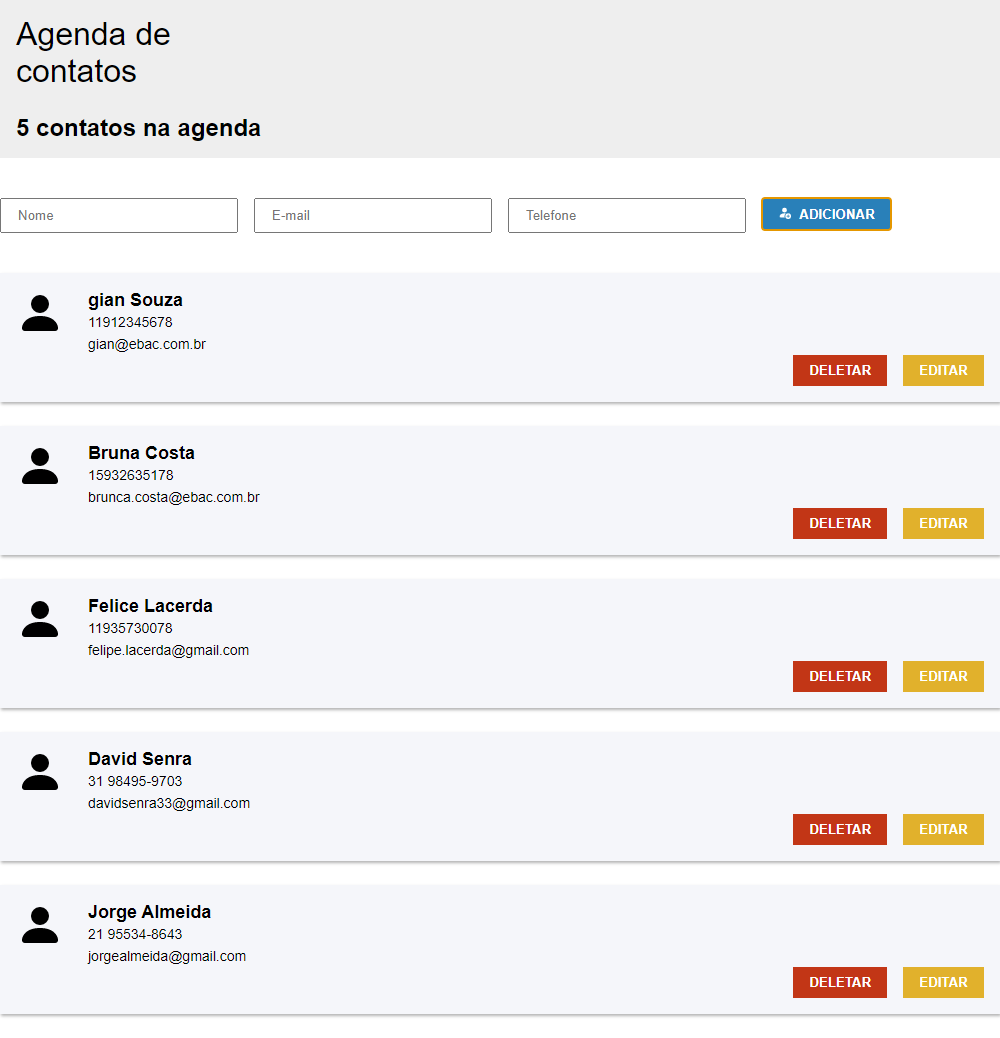 Agenda de
contatos
5 contatos na agenda
Nome E-mail Telefone ADICIONAR
gian Souza
11912345678
gian@ebac.com.br
DELETAR EDITAR
Bruna Costa
15932635178
brunca.costa@ebac.com.br
DELETAR EDITAR
Felice Lacerda
11935730078
felipe.lacerda@gmail.com
DELETAR EDITAR
David Senra
31 98495-9703
davidsenra33@gmail.com
DELETAR EDITAR
Jorge Almeida
21 95534-8643
jorgealmeida@gmail.com
DELETAR EDITAR